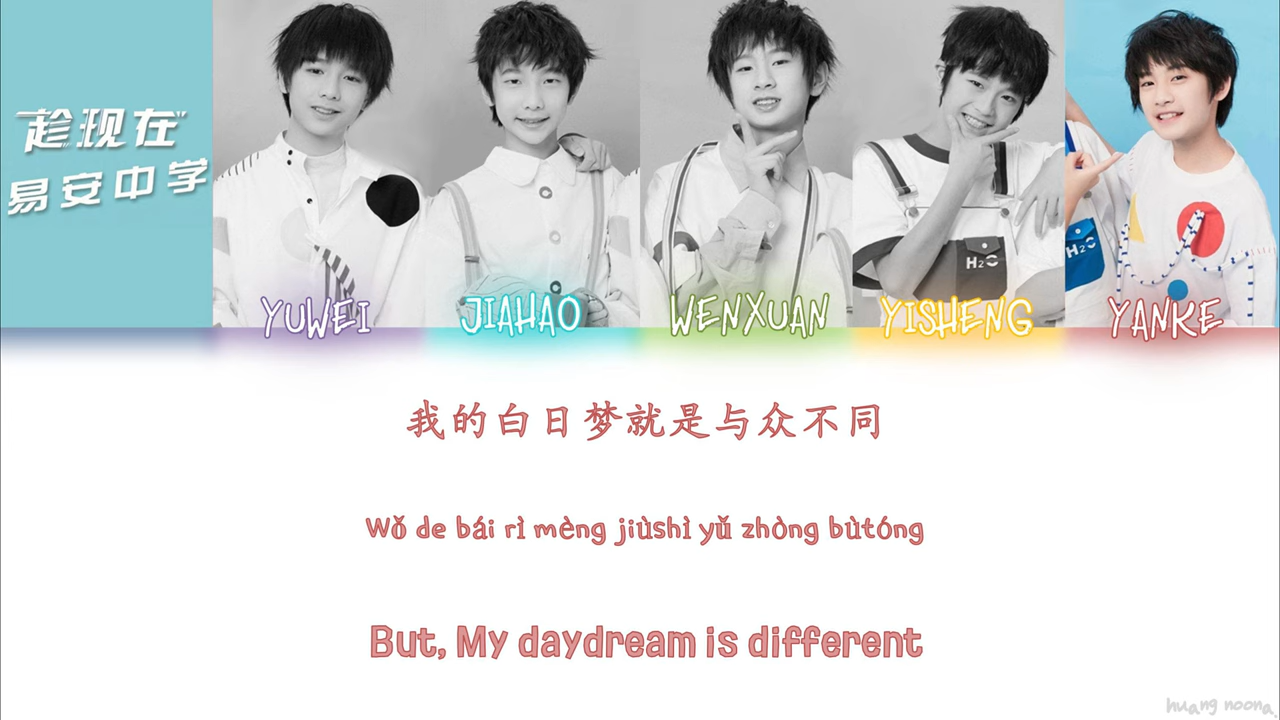 "趁现在"
易安中学
YUWEI
JIAHAO
WENXUAN
YISHENG
YANKE
H₂O
H₂O
我的白日梦就是与众不同
Wǒ de bái rì mèng jiùshì yǔ zhòng bùtóng
But, My daydream is different
huang noona.